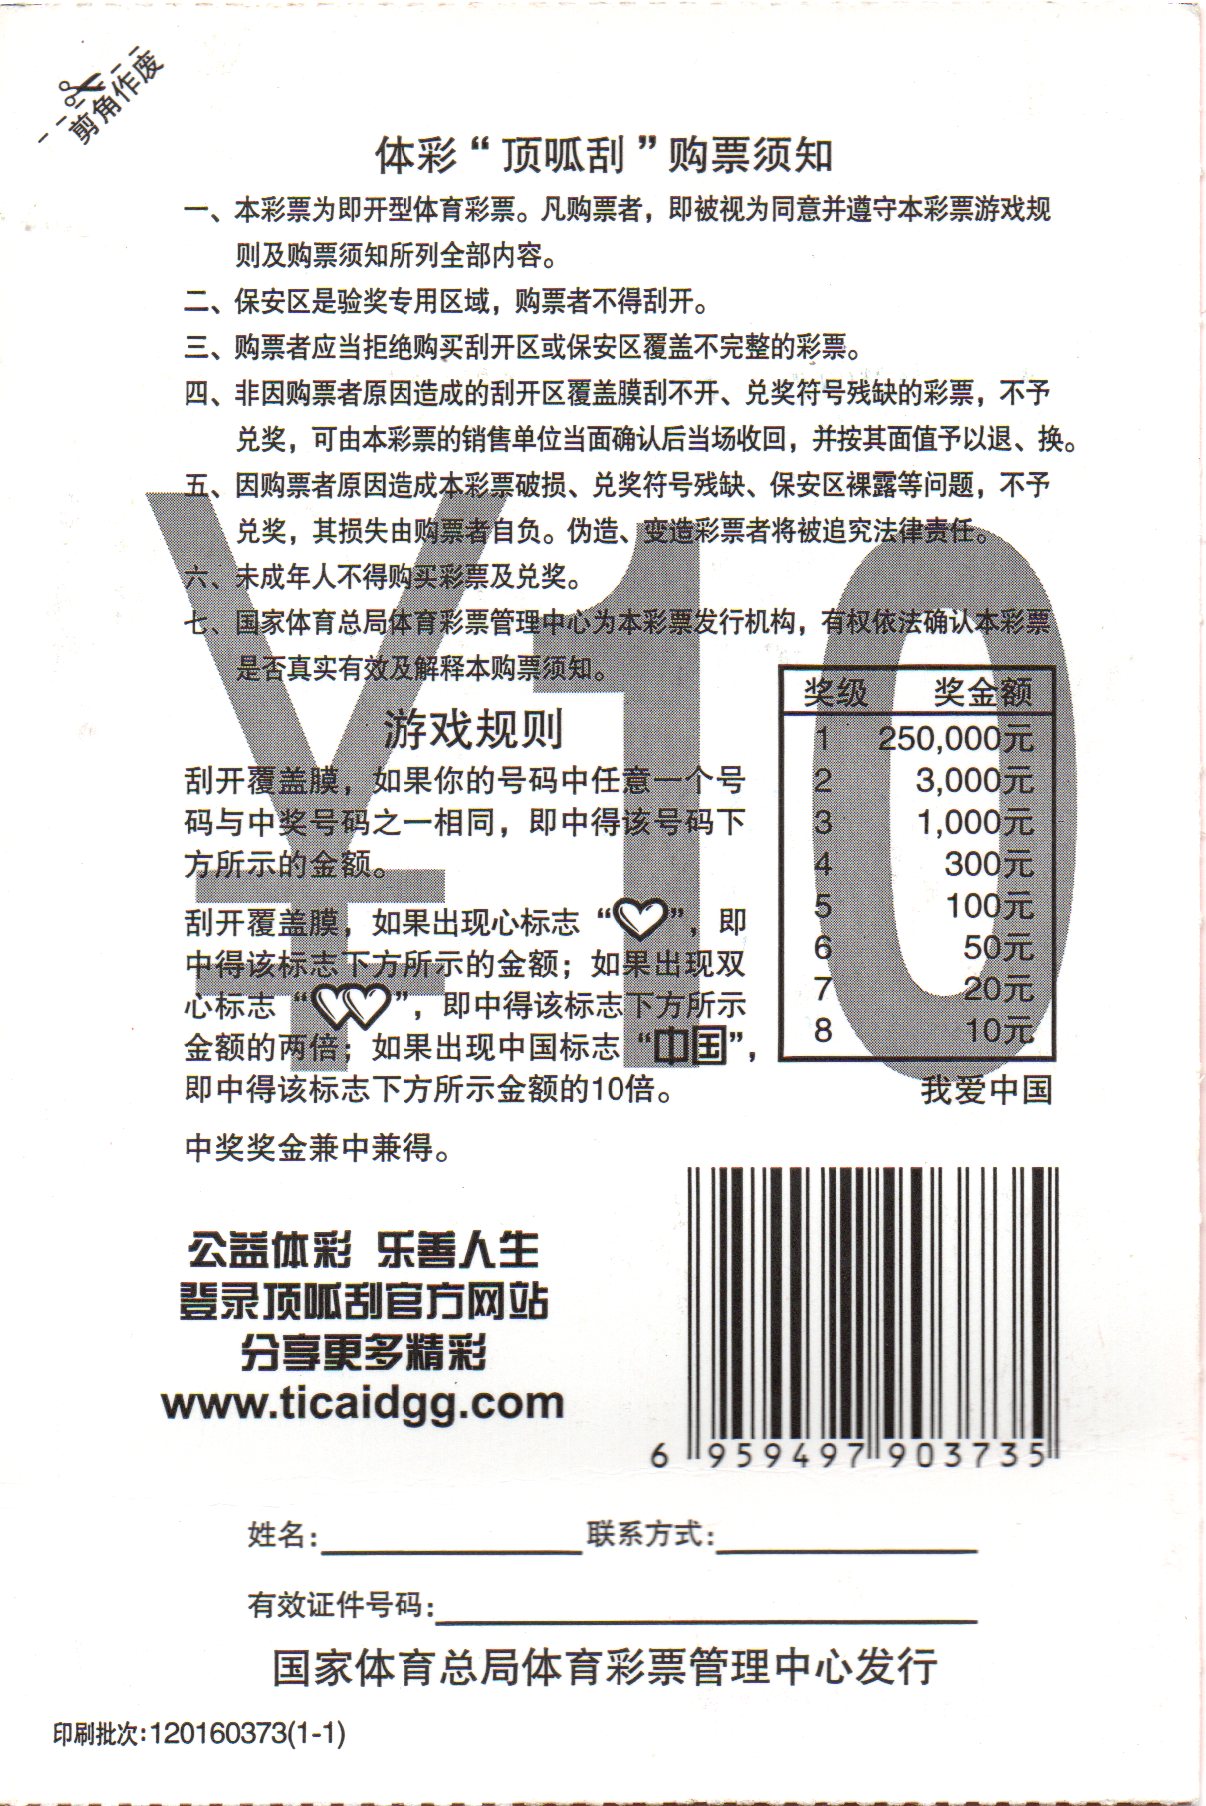 剪角作废
体彩“顶呱刮”购票须知
一、本彩票为即开型体育彩票。凡购票者，即被视为同意并遵守本彩票游戏规
则及购票须知所列全部内容。
二、保安区是验奖专用区域，购票者不得刮开。
三、购票者应当拒绝购买刮开区或保安区覆盖不完整的彩票。
四、非因购票者原因造成的刮开区覆盖膜刮不开、兑奖符号残缺的彩票，不予
兑奖，可由本彩票的销售单位当面确认后当场收回，并按其面值予以退、换。
五、因购票者原因造成本彩票破损、兑奖符号残缺、保安区裸露等问题，不予
兑奖，其损失由购票者自负。伪造、变造彩票者将被追究法律责任。
六、未成年人不得购买彩票及兑奖。
七、国家体育总局体育彩票管理中心为本彩票发行机构，有权依法确认本彩票
是否真实有效及解释本购票须知。
¥10
游戏规则
刮开覆盖膜，如果你的号码中任意一个号
码与中奖号码之一相同，即中得该号码下
方所示的金额。
刮开覆盖膜，如果出现心标志“”，即
中得该标志下方所示的金额；如果出现双
心标志“”，即中得该标志下方所示
金额的两倍；如果出现中国标志“中国”，
即中得该标志下方所示金额的10倍。
中奖奖金兼中兼得。
奖级 奖金额
1 250,000元
2 3,000元
3 1,000元
4 300元
5 100元
6 50元
7 20元
8 10元
我爱中国
公益体彩 乐善人生
登录顶呱刮官方网站
分享更多精彩
www.ticaidgg.com
6 959497 903735
姓名： 联系方式：
有效证件号码：
国家体育总局体育彩票管理中心发行
印刷批次：120160373(1-1)